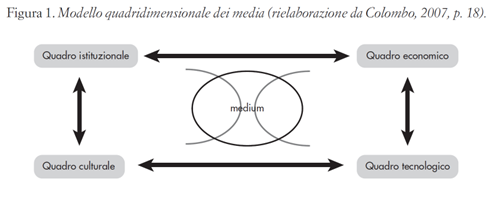 Figura 1. Modello quadridimensionale dei media (rielaborazione da Colombo, 2007, p. 18).
Quadro istituzionale
Quadro economico
medium
Quadro culturale
Quadro tecnologico